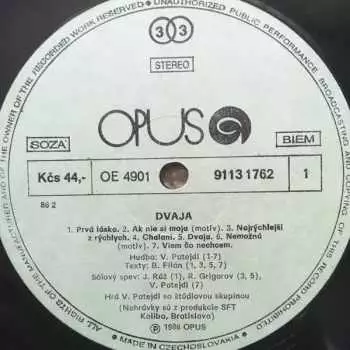 ALL RIGHTS OF THE MANUFACTURER AND OF THE OWNER OF THE RECORDED WORK RESERVED ● UNAUTHORIZED PUBLIC PERFORMANCE BROADCASTING AND COPYING OF THIS RECORD PROHIBITED
33
STEREO
OPUS
SOZA
BIEM
Kčs 44,-
OE 4901
9113 1762
1
86 2
DVAJA
1. Prvá láska. 2. Ak nie si moja (motív). 3. Najrýchlejší
z rýchlych. 4. Chalani. 5. Dvaja. 6. Nemožná
(motív). 7. Viem čo nechcem.
Hudba: V. Patejdl (1-7)
Texty: B. Filan (1, 3, 5, 7)
Sólový spev: J. Ráž (1), R. Grigorov (3, 5),
V. Patejdl (7)
Hrá V. Patejdl so štúdiovou skupinou
(Nahrávky sú z produkcie SFT
Koliba, Bratislava)
Ⓟ 1986 OPUS
MADE IN CZECHOSLOVAKIA